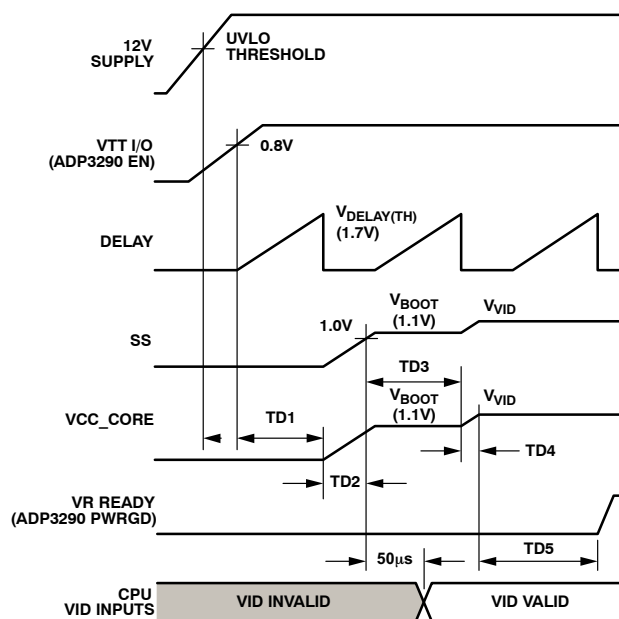 12V
SUPPLY
UVLO
THRESHOLD
VTT I/O
(ADP3290 EN)
0.8V
DELAY
VDELAY(TH)
(1.7V)
SS
1.0V
VBOOT
(1.1V)
VVID
TD3
VCC_CORE
TD1
VBOOT
(1.1V)
VVID
TD4
TD2
VR READY
(ADP3290 PWRGD)
TD5
50μs
CPU
VID INPUTS
VID INVALID
VID VALID